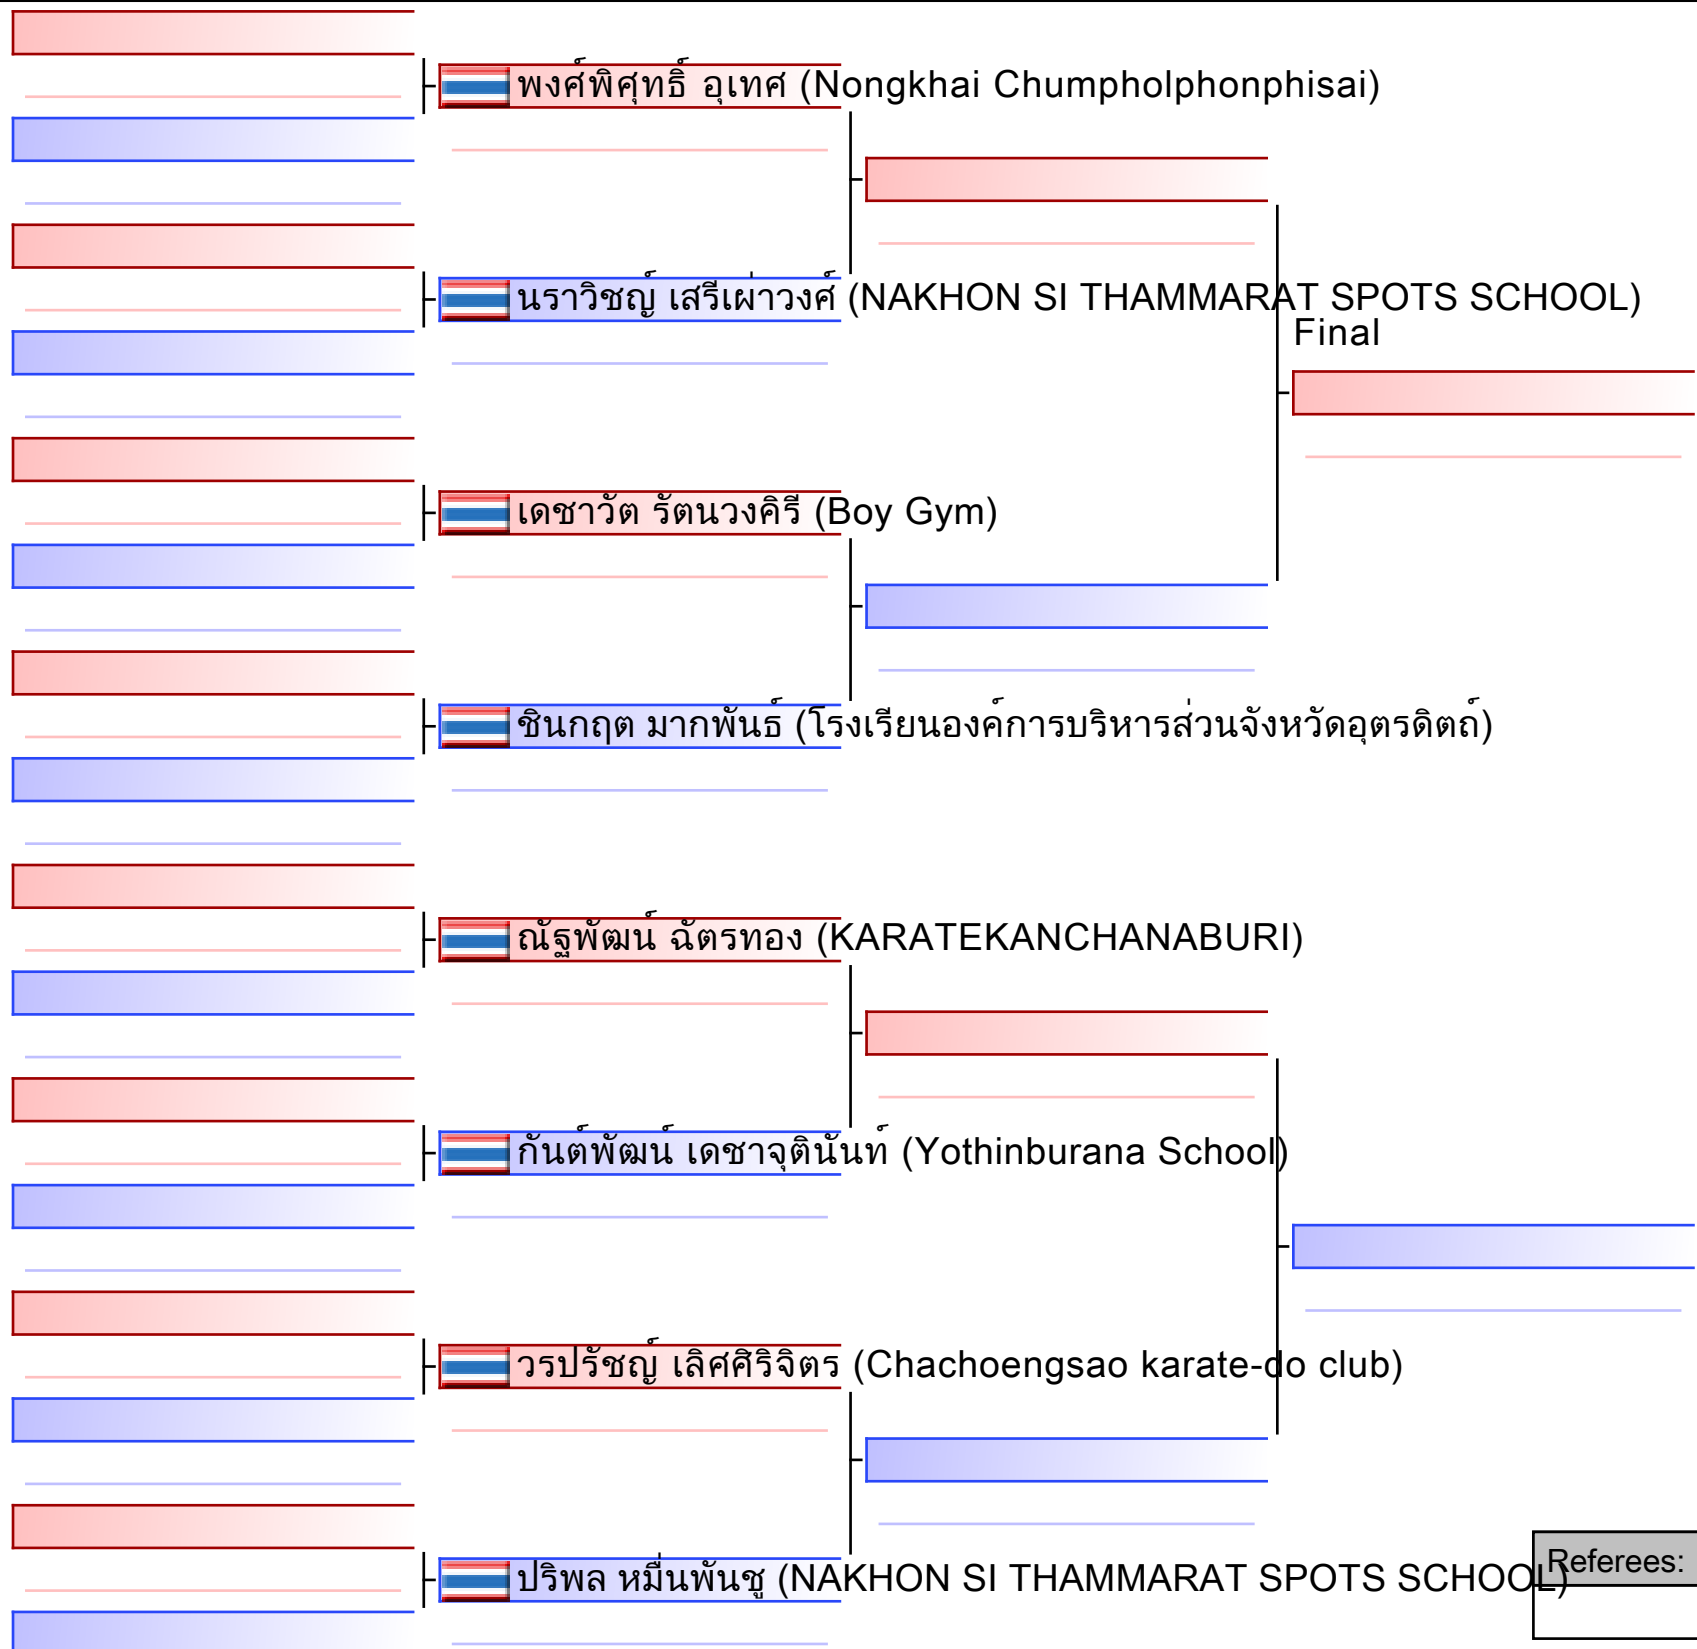 พงศ์พิศุทธิ์ อุเทศ (Nongkhai Chumpholphonphisai)
นราวิชญ์ เสรีเผ่าวงศ์ (NAKHON SI THAMMARAT SPOTS SCHOOL)
Final
เดชาวัต รัตนวงคิรี (Boy Gym)
ชินกฤต มากพันธ์ (โรงเรียนองค์การบริหารส่วนจังหวัดอุตรดิตถ์)
ณัฐพัฒน์ ฉัตรทอง (KARATEKANCHANABURI)
กันต์พัฒน์ เดชาจุตินันท์ (Yothinburana School)
วรปรัชญ์ เลิศศิริจิตร (Chachoengsao karate-do club)
ปริพล หมื่นพันชู (NAKHON SI THAMMARAT SPOTS SCHOOL)
Referees: